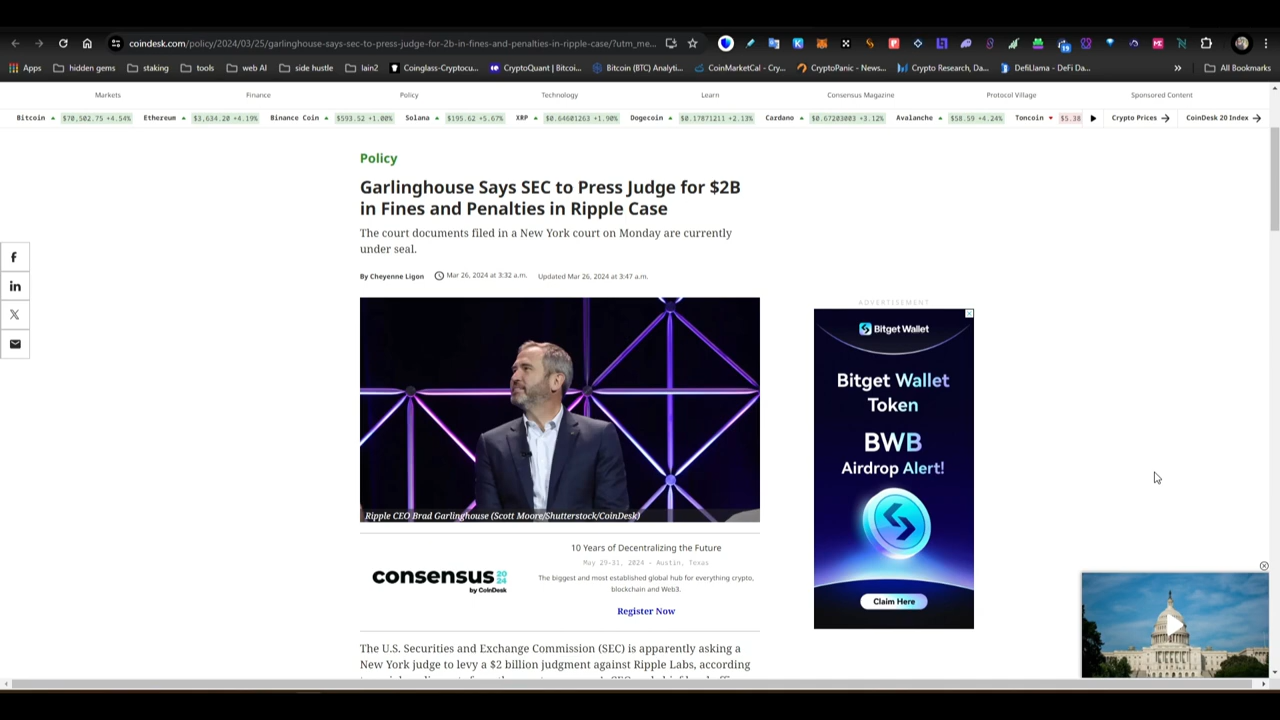 coindesk.com/policy/2024/03/25/garlinghouse-says-sec-to-press-judge-for-2b-in-fines-and-penalties-in-ripple-case/?utm_me...
Apps hidden gems staking tools web AI side hustle lain2 Coinglass-Cryptocu... CryptoQuant | Bitcoi... Bitcoin (BTC) Analyti... CoinMarketCal - Cry... CryptoPanic - News... Crypto Research, Da... DefiLlama - DeFi Da... » All Bookmarks
Markets Finance Policy Technology Learn Consensus Magazine Protocol Village Sponsored Content
Bitcoin $70,502.75 +4.54% Ethereum $3,634.20 +4.19% Binance Coin $593.52 +1.00% Solana $195.62 +5.67% XRP $0.64601263 +1.90% Dogecoin $0.17871211 +2.13% Cardano $0.67203003 +3.12% Avalanche $58.59 +4.24% Toncoin $5.38 Crypto Prices CoinDesk 20 Index
Policy
Garlinghouse Says SEC to Press Judge for $2B
in Fines and Penalties in Ripple Case
The court documents filed in a New York court on Monday are currently
under seal.
By Cheyenne Ligon Mar 26, 2024 at 3:32 a.m. Updated Mar 26, 2024 at 3:47 a.m.
Ripple CEO Brad Garlinghouse (Scott Moore/Shutterstock/CoinDesk)
ADVERTISEMENT
Bitget Wallet
Bitget Wallet
Token
BWB
Airdrop Alert!
Claim Here
consensus 2024
by CoinDesk
10 Years of Decentralizing the Future
May 29-31, 2024 - Austin, Texas
The biggest and most established global hub for everything crypto,
blockchain and Web3.
Register Now
The U.S. Securities and Exchange Commission (SEC) is apparently asking a
New York judge to levy a $2 billion judgment against Ripple Labs, according